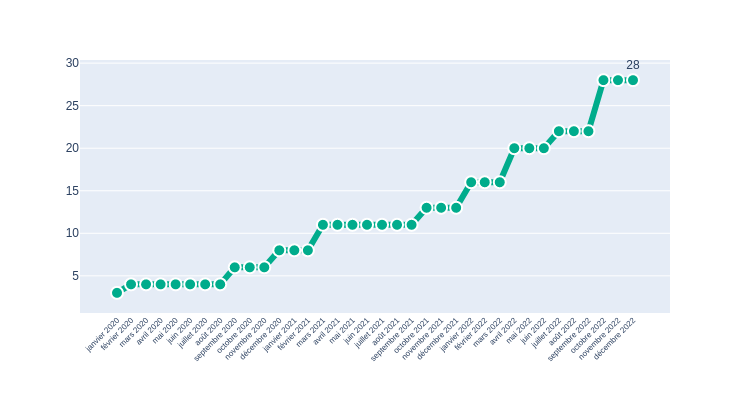 30
28
25
20
15
10
5
janvier 2020
février 2020
mars 2020
avril 2020
mai 2020
juin 2020
juillet 2020
août 2020
septembre 2020
octobre 2020
novembre 2020
décembre 2020
janvier 2021
février 2021
mars 2021
avril 2021
mai 2021
juin 2021
juillet 2021
août 2021
septembre 2021
octobre 2021
novembre 2021
décembre 2021
janvier 2022
février 2022
mars 2022
avril 2022
mai 2022
juin 2022
juillet 2022
août 2022
septembre 2022
octobre 2022
novembre 2022
décembre 2022